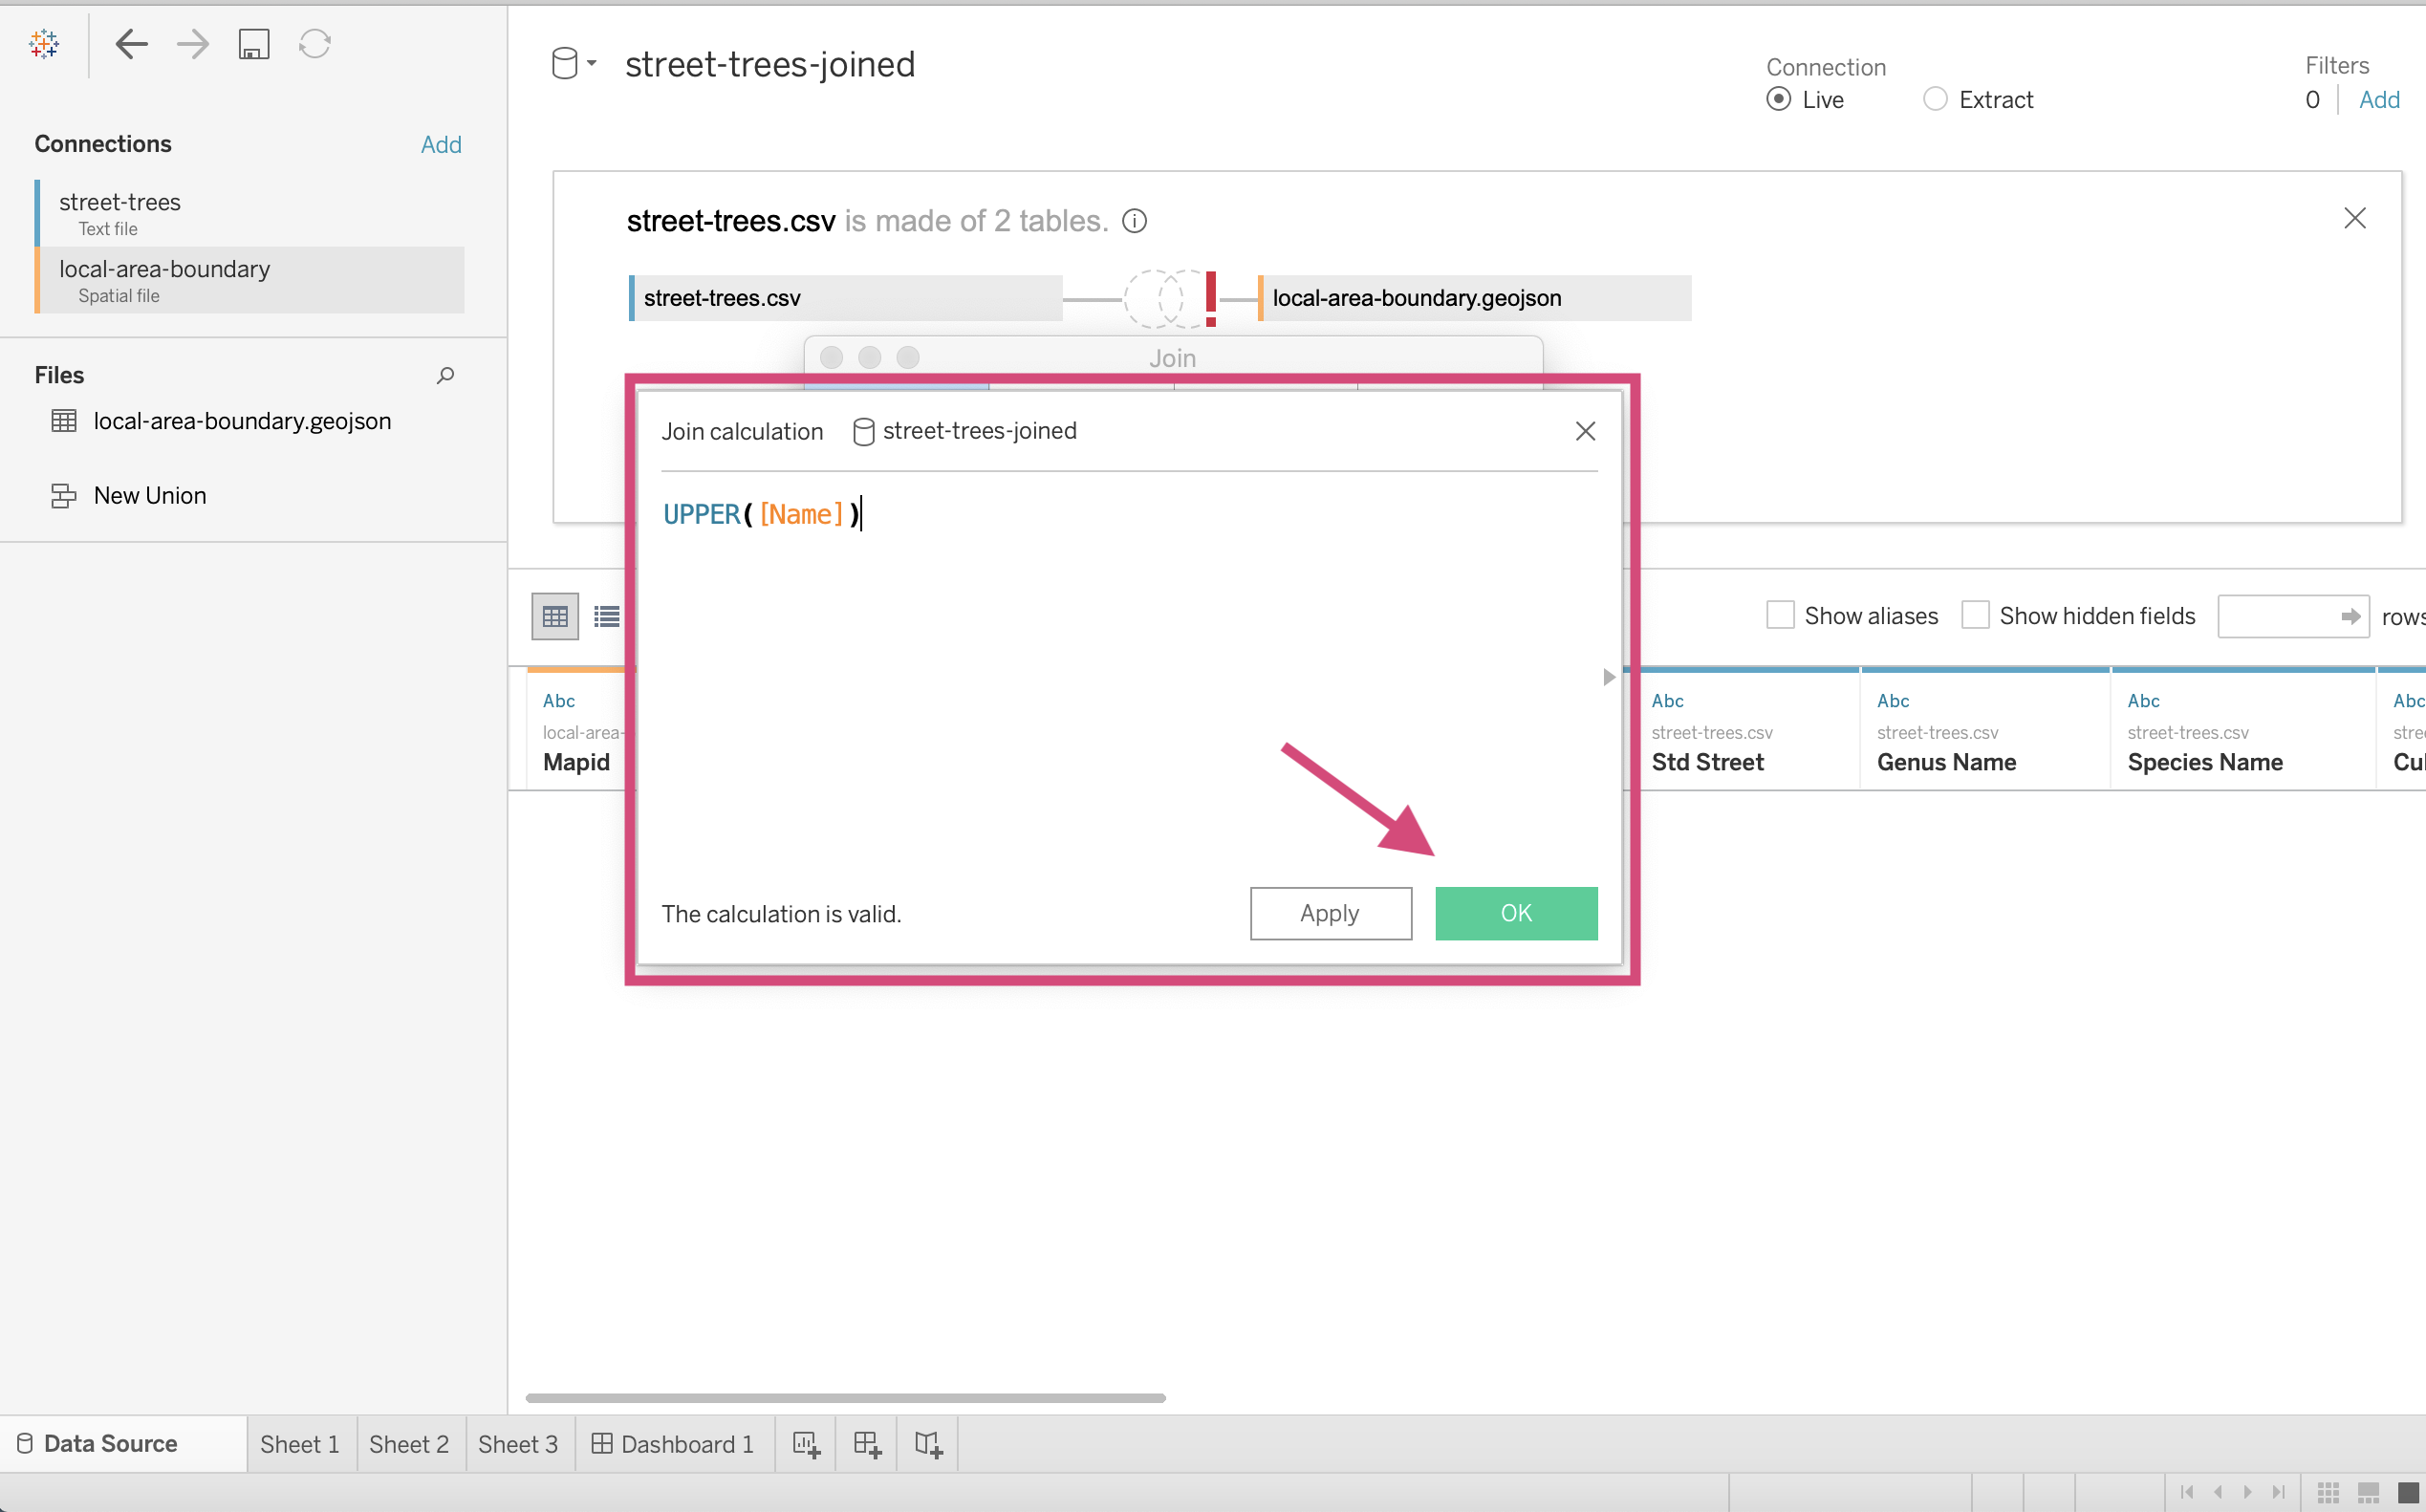 street-trees-joined
Connection
Live
Extract
Filters
0
Add
Connections
Add
street-trees
Text file
local-area-boundary
Spatial file
street-trees.csv is made of 2 tables.
street-trees.csv
local-area-boundary.geojson
Join
Files
local-area-boundary.geojson
New Union
Join calculation
street-trees-joined
UPPER([Name])
The calculation is valid.
Apply
OK
Show aliases
Show hidden fields
rows
Abc
local-area-
Mapid
Abc
street-trees.csv
Std Street
Abc
street-trees.csv
Genus Name
Abc
street-trees.csv
Species Name
Abc
Data Source
Sheet 1
Sheet 2
Sheet 3
Dashboard 1